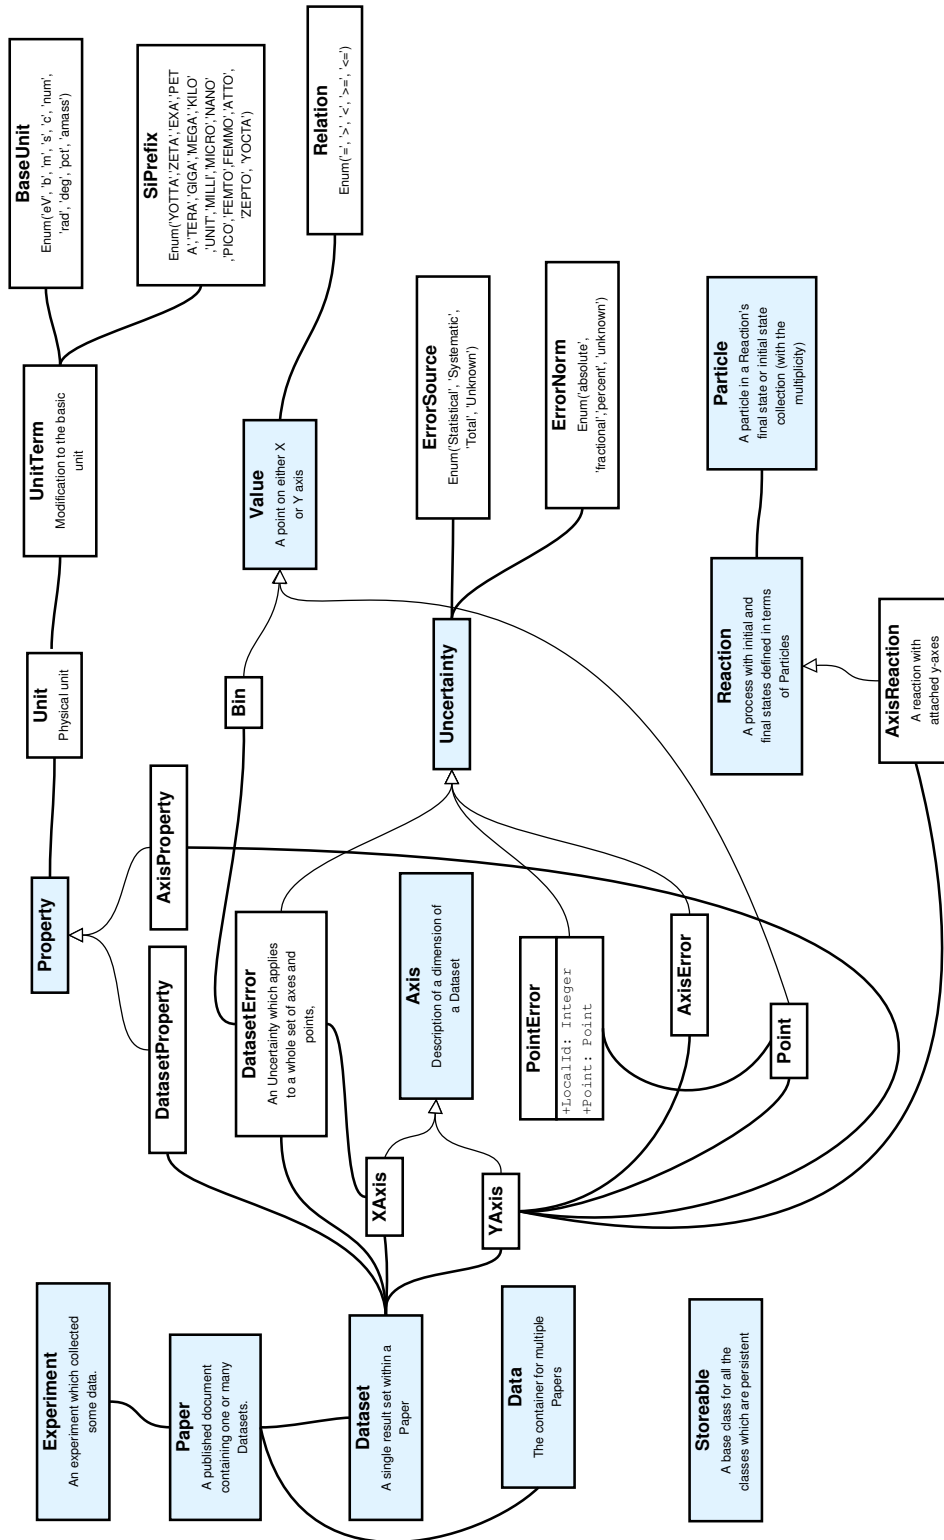 Experiment
An experiment which collected
some data.
Paper
A published document
containing one or many
Datasets.
Dataset
A single result set within a
Paper
Data
The container for multiple
Papers
Storeable
A base class for all the
classes which are persistent
DatasetProperty
DatasetError
An Uncertainty which applies
to a whole set of axes and
points,
XAxis
YAxis
Axis
Description of a dimension of
a Dataset
PointError
+LocalId: Integer
+Point: Point
AxisError
Point
Property
AxisProperty
Unit
Physical unit
Bin
Uncertainty
Reaction
A process with initial and
final states defined in terms
of Particles
AxisReaction
A reaction with
attached y-axes
UnitTerm
Modification to the basic
unit
Value
A point on either X
or Y axis
ErrorSource
Enum('Statistical', 'Systematic',
'Total', 'Unknown')
ErrorNorm
Enum('absolute',
'fractional','percent', 'unknown')
Particle
A particle in a Reaction's
final state or initial state
collection (with the
multiplicity)
BaseUnit
Enum('eV', 'b', 'm', 's', 'c', 'num',
'rad', 'deg', 'pct', 'amass')
SiPrefix
Enum('YOTTA','ZETA','EXA','PET
A','TERA','GIGA','MEGA','KILO'
,'UNIT','MILLI','MICRO','NANO'
,'PICO','FEMTO',FEMMO','ATTO',
'ZEPTO', 'YOCTA')
Relation
Enum('=', '>', '<', '>=', '<=')